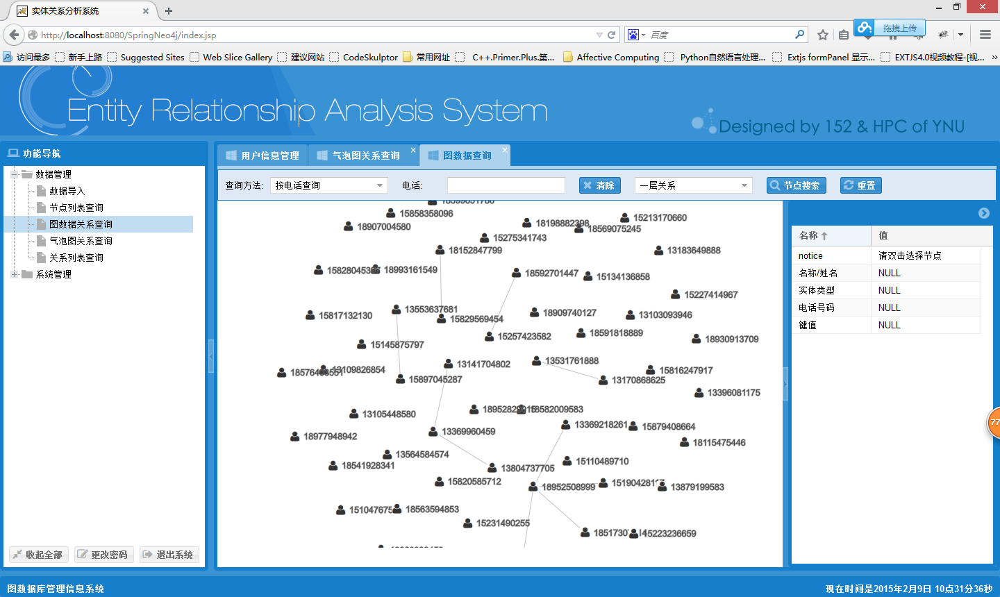 实体关系分析系统
http://localhost:8080/SpringNeo4j/index.jsp
百度
拖拽上传
访问最多 新手上路 Suggested Sites Web Slice Gallery 建议网站 CodeSkulptor 常用网址 C++.Primer.Plus.第... Affective Computing Python自然语言处理... Extjs formPanel 显示... EXTJS4.0视频教程-[视...
Entity Relationship Analysis System
Designed by 152 & HPC of YNU
功能导航
数据管理
数据导入
节点列表查询
图数据关系查询
气泡图关系查询
关系列表查询
系统管理
收起全部 更改密码 退出系统
用户信息管理 气泡图关系查询 图数据查询
查询方法: 按电话查询 电话: 清除 一层关系 节点搜索 重置
15858358096
18907004580
18198882398
15213170660
18569075245
15275341743
18152847799
13183649888
18993161549
18592701447
15134136858
15227414967
13553637681
15817132130
15829569454
18909740127
13103093946
15257423582
18591818889
18930913709
15145875797
13141704802
13531761888
13109826854
15816247917
15897045287
13170868625
13396081175
13105448580
18582009583
13369218261
15879408664
13369960459
18977948942
18115475446
13564584574
18541928341
15110489710
13804737705
15820585712
18952508999
13879199583
18563594853
15231490255
15223236659
名称 值
notice 请双击选择节点
名称/姓名 NULL
实体类型 NULL
电话号码 NULL
键值 NULL
77
图数据库管理信息系统
现在时间是2015年2月9日 10点31分36秒